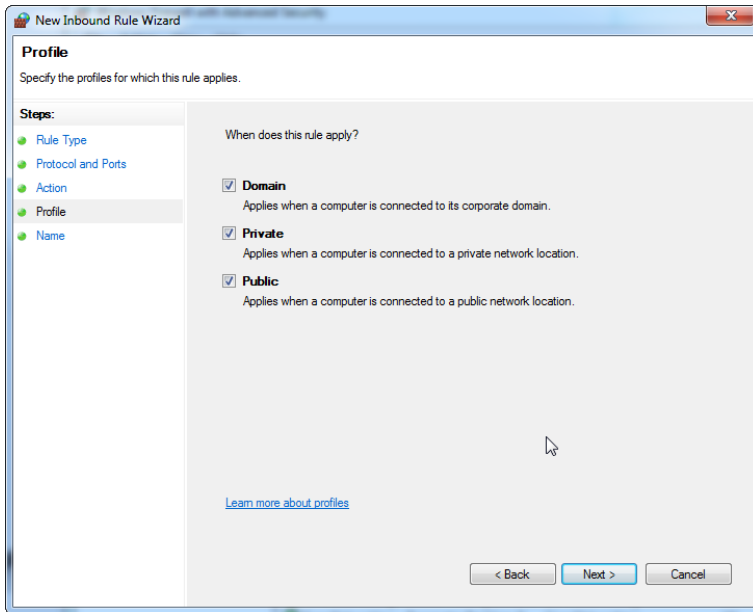 New Inbound Rule Wizard
Profile
Specify the profiles for which this rule applies.
Steps:
Rule Type
Protocol and Ports
Action
Profile
Name
When does this rule apply?
Domain
Applies when a computer is connected to its corporate domain.
Private
Applies when a computer is connected to a private network location.
Public
Applies when a computer is connected to a public network location.
Learn more about profiles
< Back
Next >
Cancel